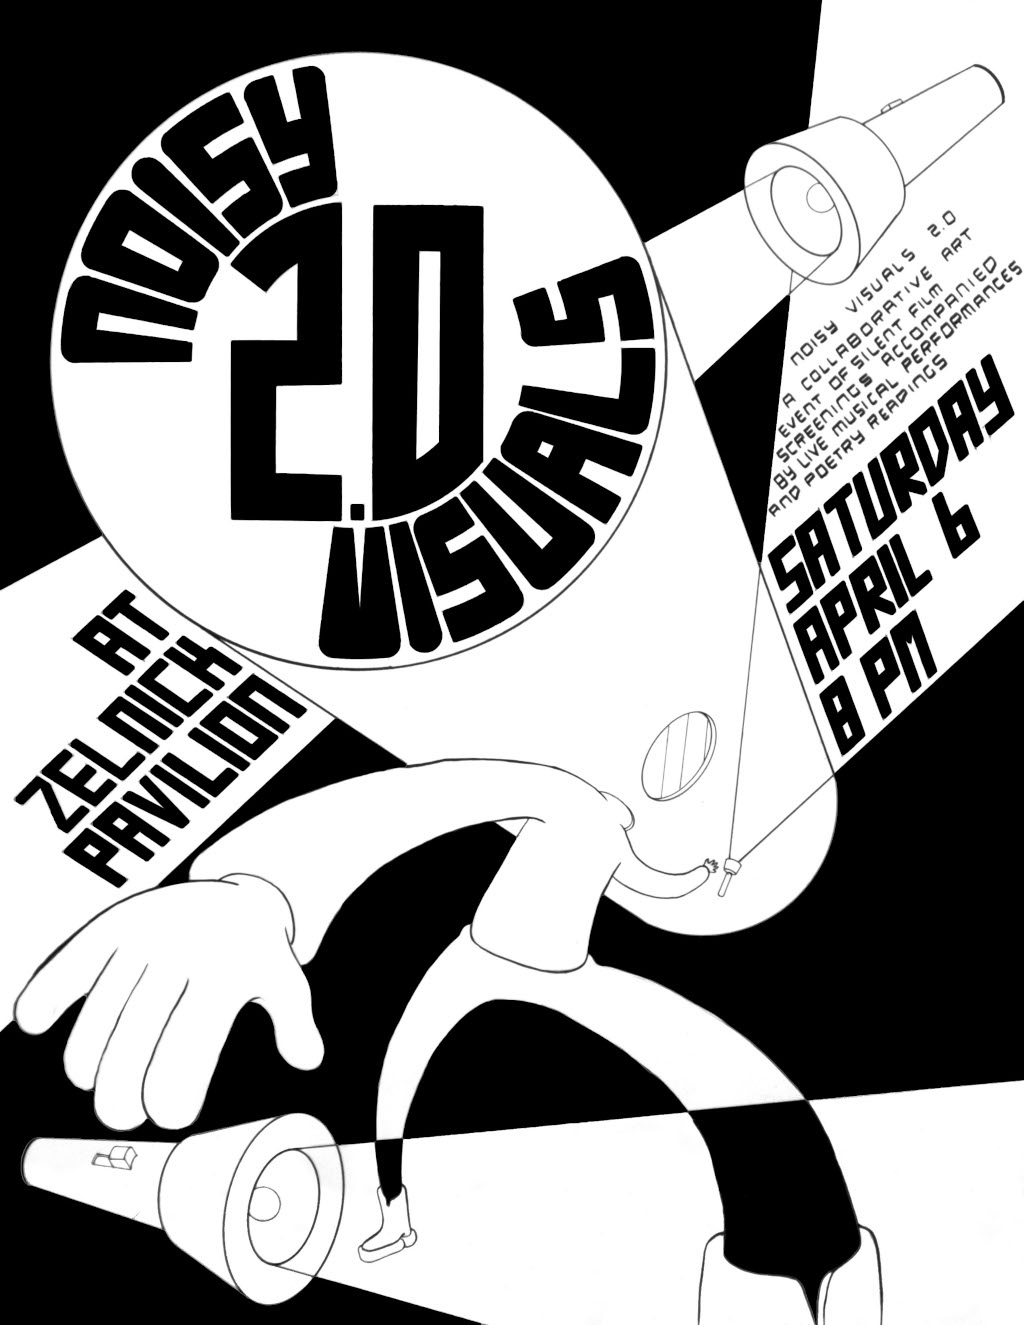 NOISY
2.0
VISUALS
NOISY VISUALS 2.0
A COLLABORATIVE ART
EVENT OF SILENT FILM
SCREENINGS ACCOMPANIED
BY LIVE MUSICAL PERFORMANCES
AND POETRY READINGS
SATURDAY
APRIL 6
8 PM
AT
ZELNICK
PAVILION